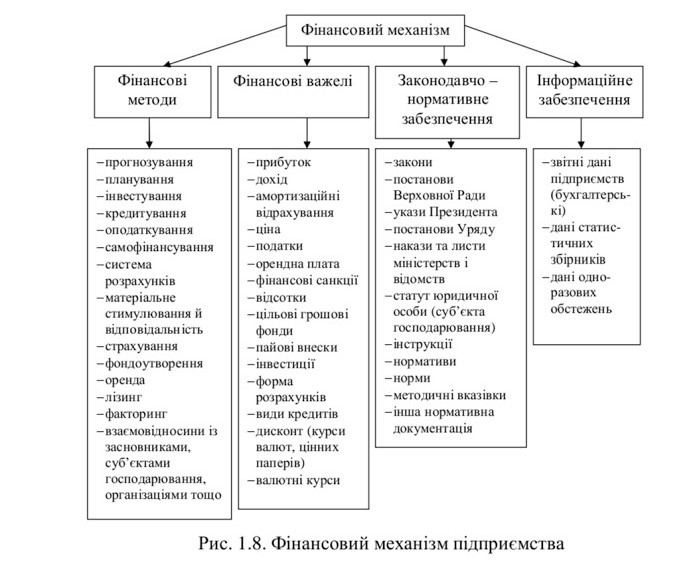 Фінансовий механізм
Фінансові
методи
Фінансові важелі
Законодавчо –
нормативне
забезпечення
Інформаційне
забезпечення
–прогнозування
–планування
–інвестування
–кредитування
–оподаткування
–самофінансування
–система
розрахунків
–матеріальне
стимулювання й
відповідальність
–страхування
–фондоутворення
–оренда
–лізинг
–факторинг
–взаємовідносини із
засновниками,
суб’єктами
господарювання,
організаціями тощо
–прибуток
–дохід
–амортизаційні
відрахування
–ціна
–податки
–орендна плата
–фінансові санкції
–відсотки
–цільові грошові
фонди
–пайові внески
–інвестиції
–форма
розрахунків
–види кредитів
–дисконт (курси
валют, цінних
паперів)
–валютні курси
–закони
–постанови
Верховної Ради
–укази Президента
–постанови Уряду
–накази та листи
міністерств і
відомств
–статут юридичної
особи (суб’єкта
господарювання)
–інструкції
–нормативи
–норми
–методичні вказівки
–інша нормативна
документація
–звітні дані
підприємств
(бухгалтерсь-
кі)
–дані статис-
тичних
збірників
–дані одно-
разових
обстежень
Рис. 1.8. Фінансовий механізм підприємства